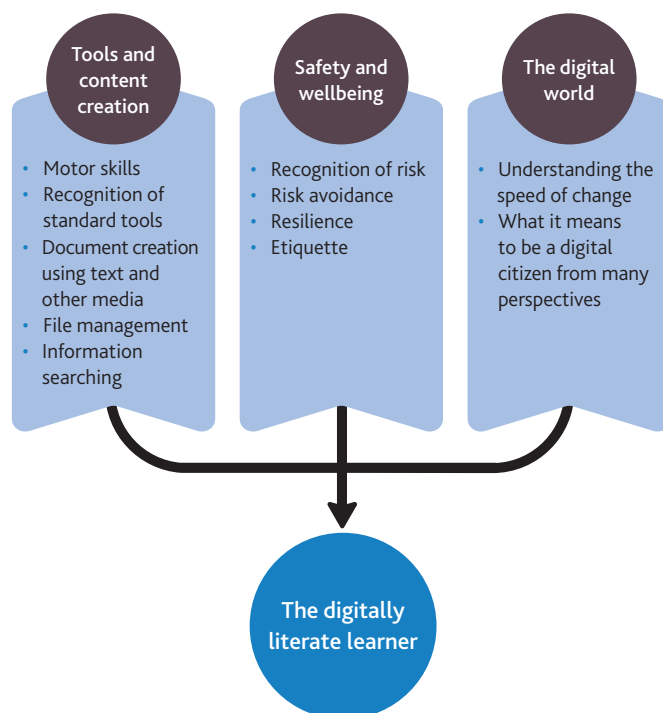 Tools and
content
creation
• Motor skills
• Recognition of
standard tools
• Document creation
using text and
other media
• File management
• Information
searching
Safety and
wellbeing
• Recognition of risk
• Risk avoidance
• Resilience
• Etiquette
The digital
world
• Understanding the
speed of change
• What it means
to be a digital
citizen from many
perspectives
The digitally
literate learner